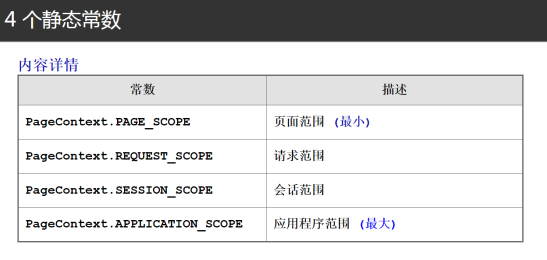 4 个静态常数
内容详情
常数 描述
PageContext.PAGE_SCOPE 页面范围 (最小)
PageContext.REQUEST_SCOPE 请求范围
PageContext.SESSION_SCOPE 会话范围
PageContext.APPLICATION_SCOPE 应用程序范围 (最大)